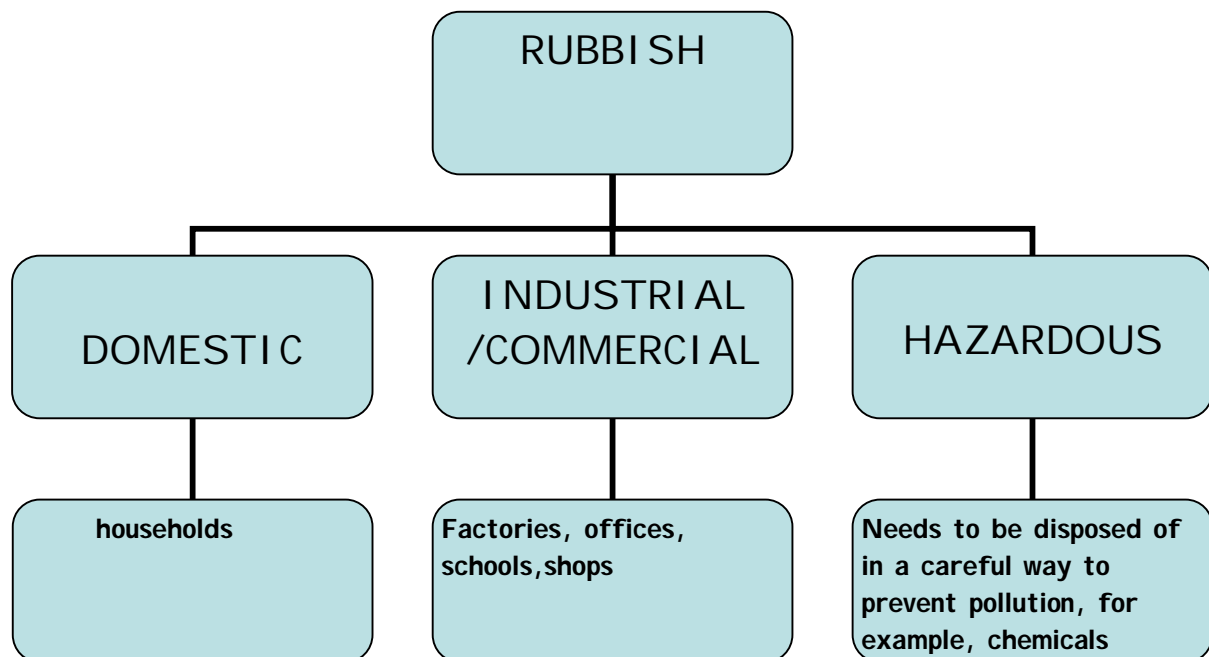 RUBBISH
DOMESTIC
INDUSTRIAL
/COMMERCIAL
HAZARDOUS
households
Factories, offices,
schools,shops
Needs to be disposed of
in a careful way to
prevent pollution, for
example, chemicals